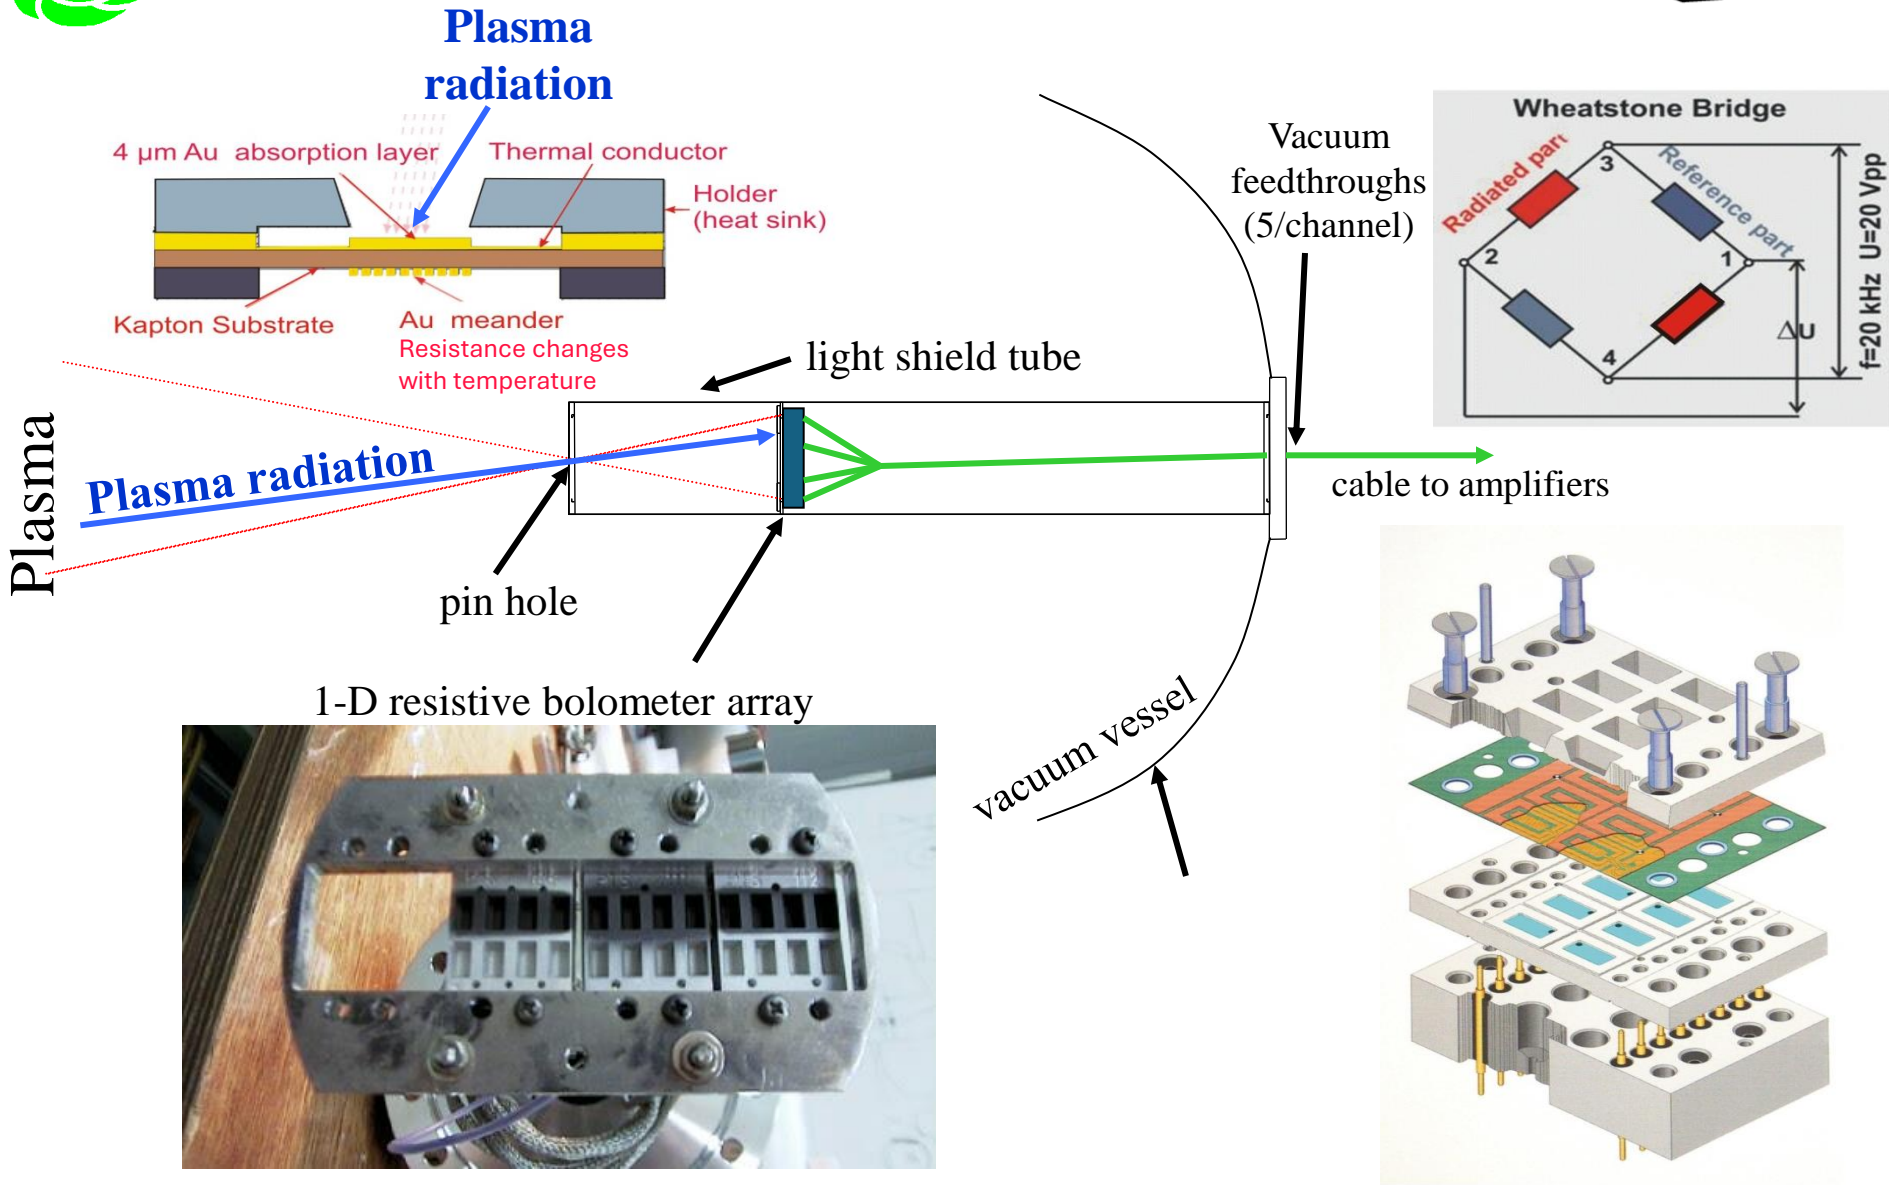 Plasma
radiation
4 µm Au absorption layer
Thermal conductor
Holder
(heat sink)
Kapton Substrate
Au meander
Resistance changes
with temperature
Vacuum
feedthroughs
(5/channel)
Wheatstone Bridge
Radiated part
Reference part
3
2
1
4
ΔU
f=20 kHz U=20 Vpp
light shield tube
Plasma
Plasma radiation
cable to amplifiers
pin hole
1-D resistive bolometer array
vacuum vessel